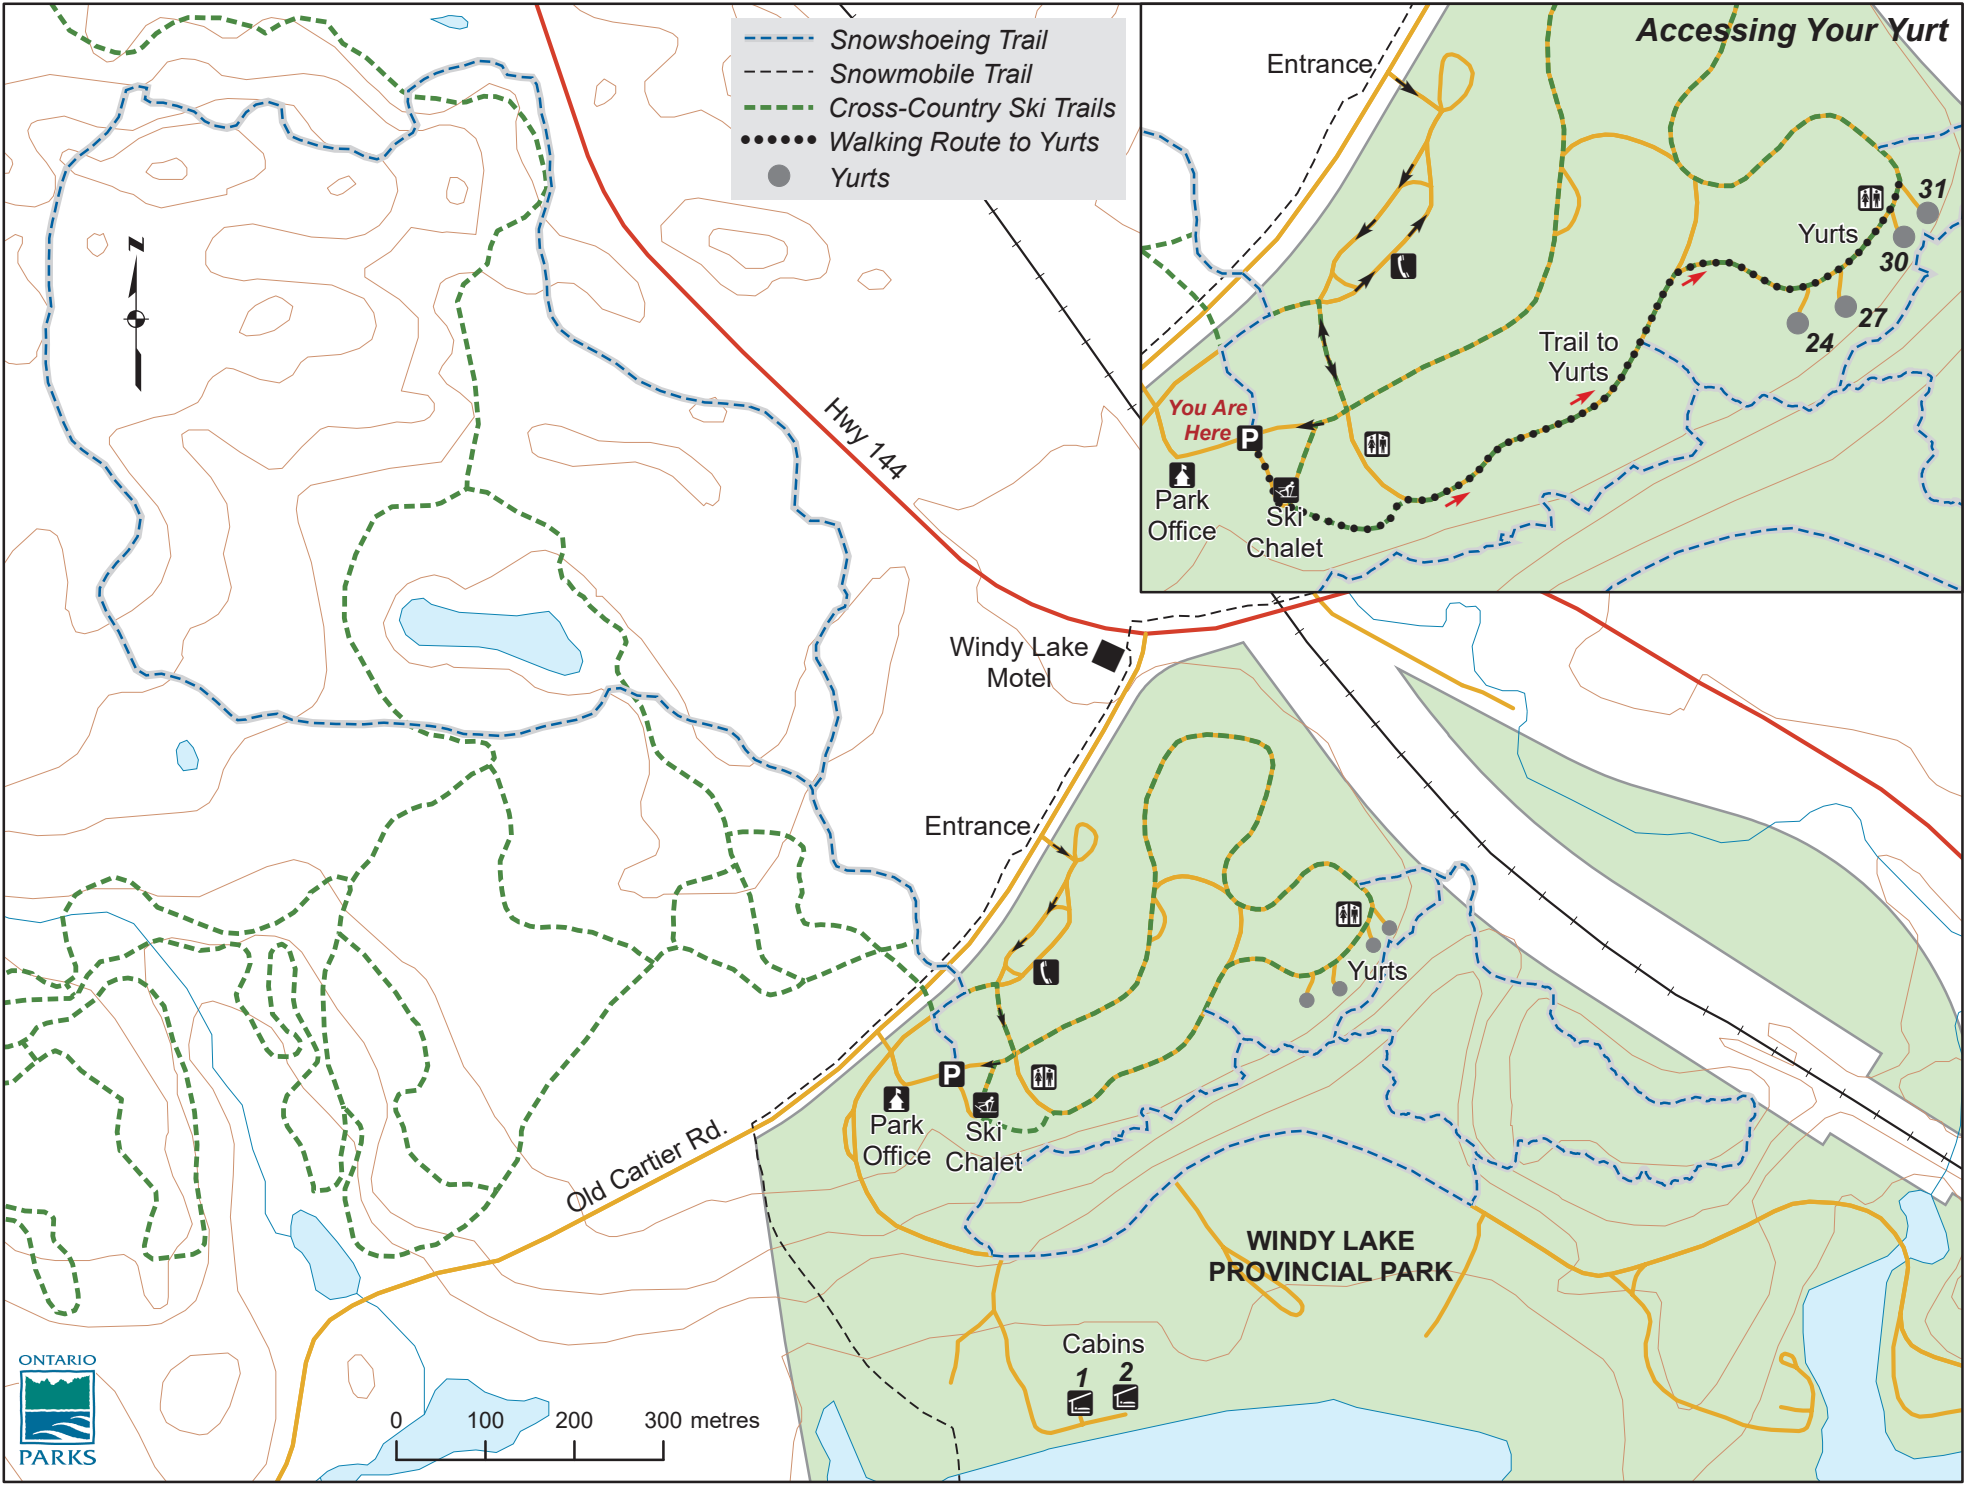 Snowshoeing Trail
Snowmobile Trail
Cross-Country Ski Trails
Walking Route to Yurts
Yurts
Accessing Your Yurt
Entrance
31
Yurts
30
27
24
Trail to
Yurts
You Are
Here
P
Park
Office
Ski
Chalet
Z
Hwy 144
Windy Lake
Motel
Entrance
Yurts
P
Park
Office
Ski
Chalet
Old Cartier Rd.
WINDY LAKE
PROVINCIAL PARK
Cabins
1
2
ONTARIO
PARKS
0 100 200 300 metres